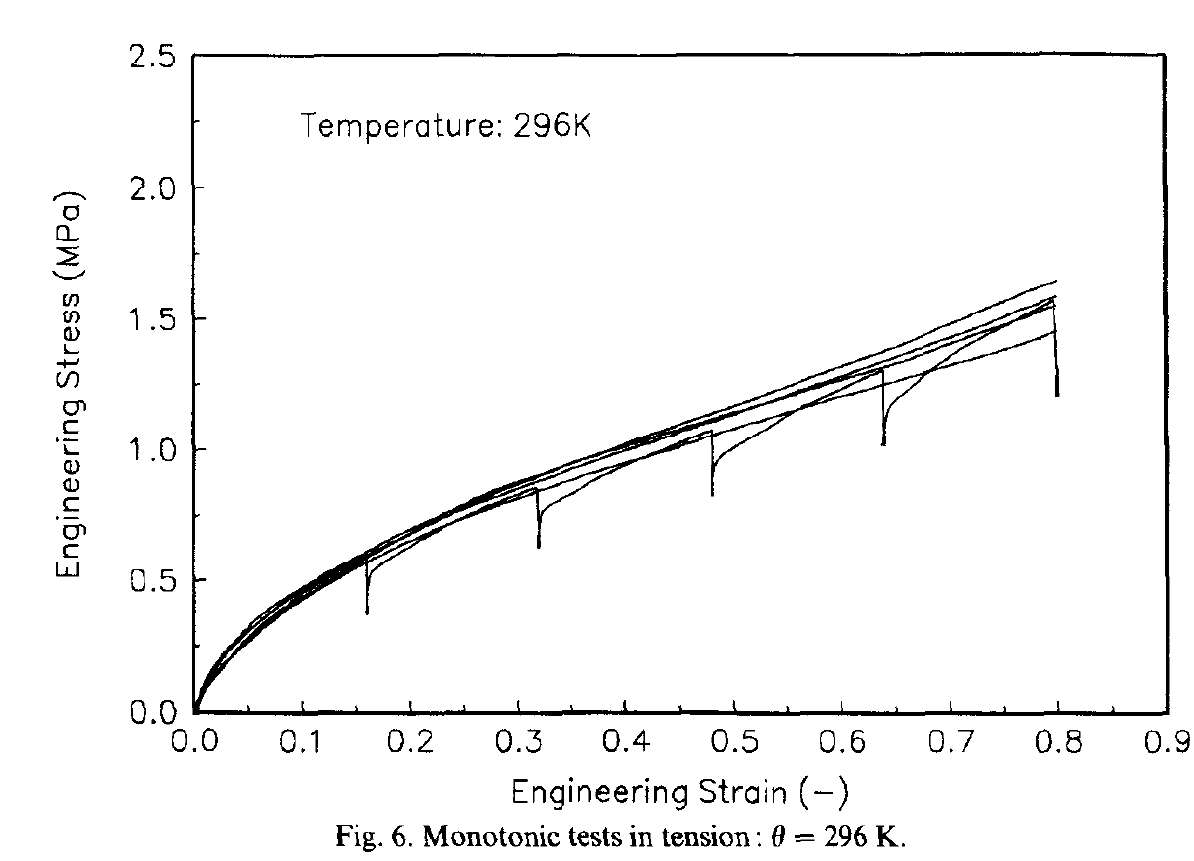 2.5
Temperature: 296K
2.0
1.5
1.0
0.5
0.0
Engineering Stress (MPa)
0.0 0.1 0.2 0.3 0.4 0.5 0.6 0.7 0.8 0.9
Engineering Strain (−)
Fig. 6. Monotonic tests in tension : θ = 296 K.